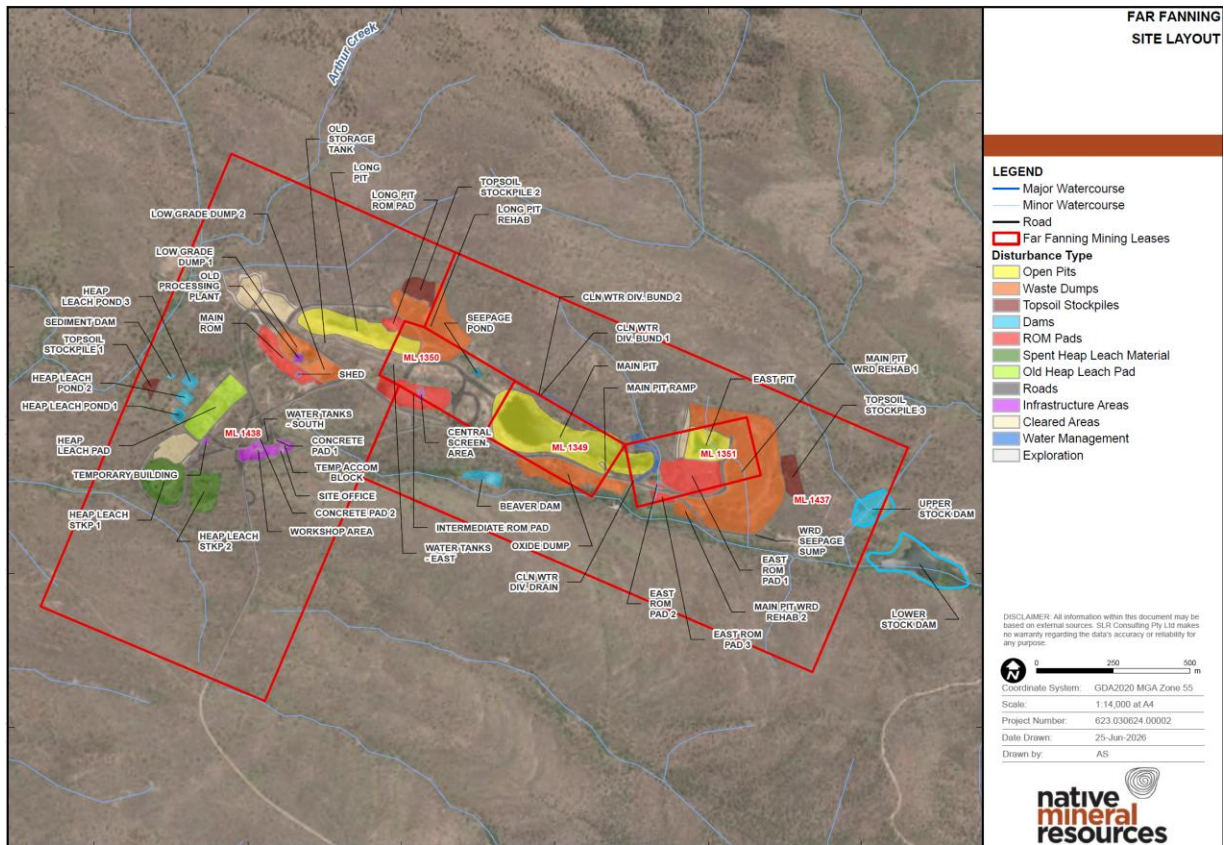 FAR FANNING
SITE LAYOUT
Arthur Creek
OLD
STORAGE
TANK
LONG
PIT
LONG PIT
ROM PAD
TOPSOIL
STOCKPILE 2
LONG PIT
REHAB
LOW GRADE DUMP 2
LOW GRADE
DUMP 1
OLD
PROCESSING
PLANT
HEAP
LEACH POND 3
MAIN
ROM
SEDIMENT DAM
TOPSOIL
STOCKPILE 1
HEAP LEACH
POND 2
HEAP LEACH POND 1
HEAP
LEACH PAD
SHED
SEEPAGE
POND
CLN WTR DIV. BUND 2
CLN WTR
DIV. BUND 1
MAIN PIT
MAIN PIT RAMP
EAST PIT
MAIN PIT
WRD REHAB 1
TOPSOIL
STOCKPILE 3
ML 1350
ML 1438
ML 1349
ML 1351
ML 1437
WATER TANKS
- SOUTH
CONCRETE
PAD 1
TEMP ACCOM
BLOCK
SITE OFFICE
CONCRETE PAD 2
WORKSHOP AREA
TEMPORARY BUILDING
HEAP LEACH
STKP 1
HEAP LEACH
STKP 2
CENTRAL
SCREEN.
AREA
BEAVER DAM
INTERMEDIATE ROM PAD
WATER TANKS
- EAST
OXIDE DUMP
CLN WTR
DIV. DRAIN
EAST
ROM
PAD 2
EAST ROM
PAD 3
MAIN PIT WRD
REHAB 2
EAST
ROM
PAD 1
WRD
SEEPAGE
SUMP
UPPER
STOCK DAM
LOWER
STOCK DAM
LEGEND
Major Watercourse
Minor Watercourse
Road
Far Fanning Mining Leases
Disturbance Type
Open Pits
Waste Dumps
Topsoil Stockpiles
Dams
ROM Pads
Spent Heap Leach Material
Old Heap Leach Pad
Roads
Infrastructure Areas
Cleared Areas
Water Management
Exploration
DISCLAIMER: All information within this document may be
based on external sources. SLR Consulting Pty Ltd makes
no warranty regarding the data's accuracy or reliability for
any purpose.
N
0 250 500
m
Coordinate System: GDA2020 MGA Zone 55
Scale: 1:14,000 at A4
Project Number: 623.030624.00002
Date Drawn: 25-Jun-2026
Drawn by: AS
native
mineral
resources